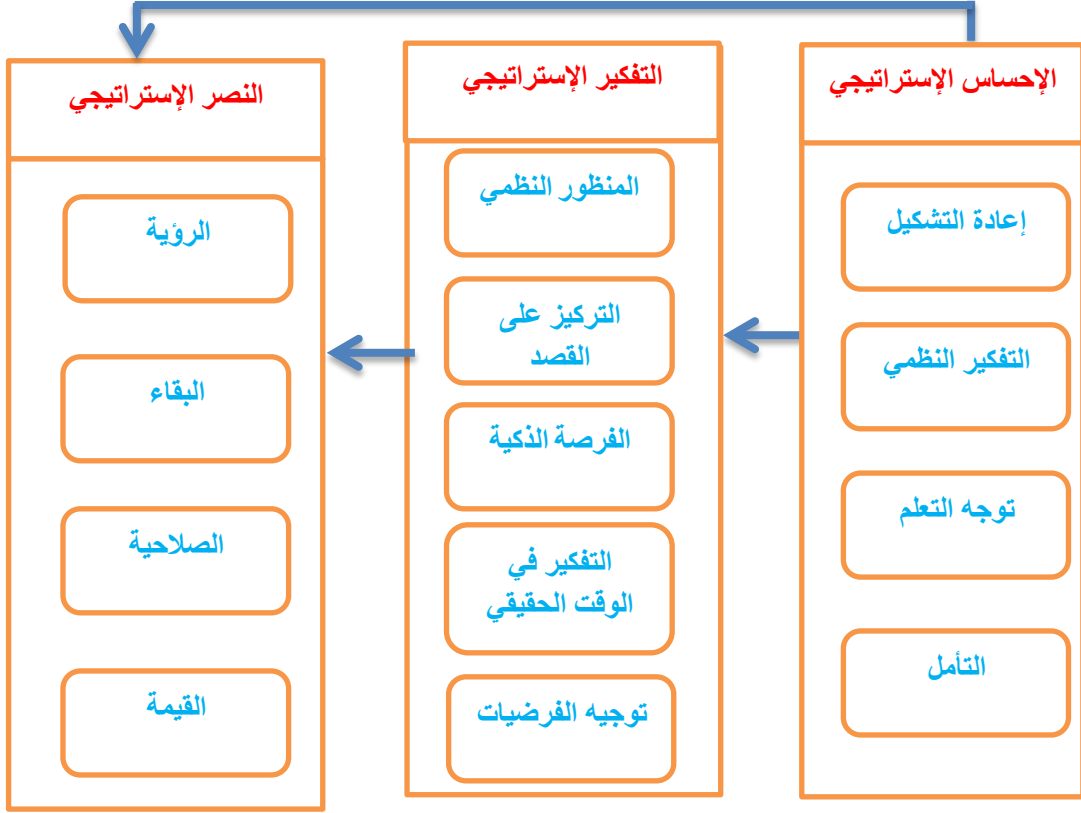 الإحساس الإستراتيجي
إعادة التشكيل
التفكير النظمي
توجه التعلم
التأمل
التفكير الإستراتيجي
المنظور النظمي
التركيز على
القصد
الفرصة الذكية
التفكير في
الوقت الحقيقي
توجيه الفرضيات
النصر الإستراتيجي
الرؤية
البقاء
الصلاحية
القيمة